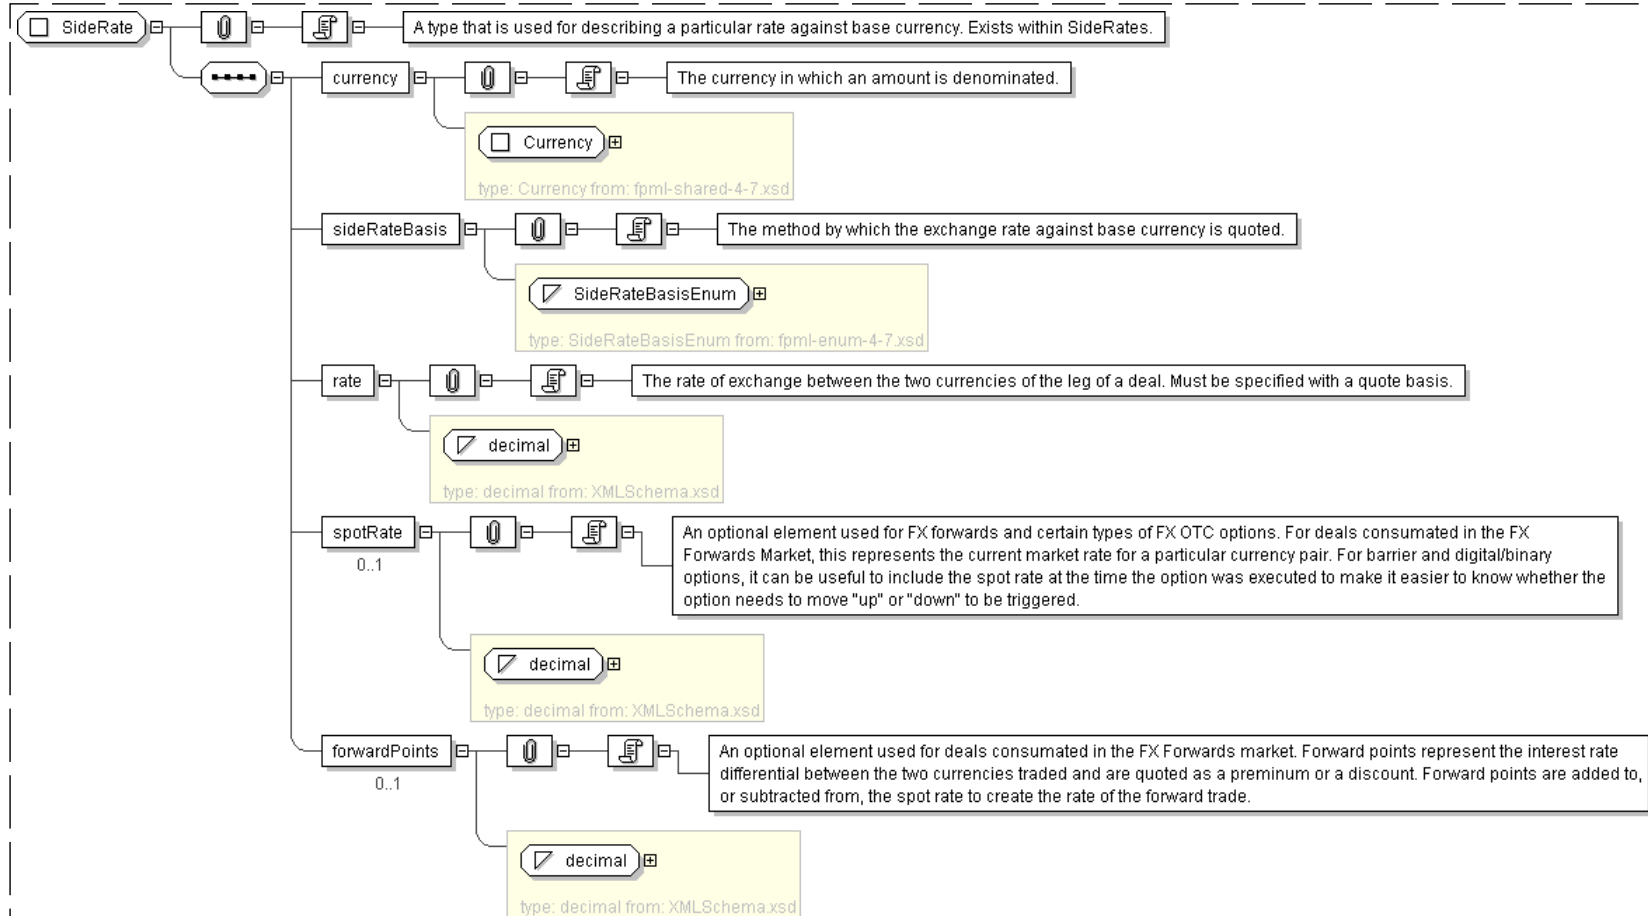 SideRate
A type that is used for describing a particular rate against base currency. Exists within SideRates.
currency
The currency in which an amount is denominated.
Currency
type: Currency from: fpml-shared-4-7.xsd
sideRateBasis
The method by which the exchange rate against base currency is quoted.
SideRateBasisEnum
type: SideRateBasisEnum from: fpml-enum-4-7.xsd
rate
The rate of exchange between the two currencies of the leg of a deal. Must be specified with a quote basis.
decimal
type: decimal from: XMLSchema.xsd
spotRate
0..1
An optional element used for FX forwards and certain types of FX OTC options. For deals consumated in the FX
Forwards Market, this represents the current market rate for a particular currency pair. For barrier and digital/binary
options, it can be useful to include the spot rate at the time the option was executed to make it easier to know whether the
option needs to move "up" or "down" to be triggered.
decimal
type: decimal from: XMLSchema.xsd
forwardPoints
0..1
An optional element used for deals consumated in the FX Forwards market. Forward points represent the interest rate
differential between the two currencies traded and are quoted as a preminum or a discount. Forward points are added to,
or subtracted from, the spot rate to create the rate of the forward trade.
decimal
type: decimal from: XMLSchema.xsd